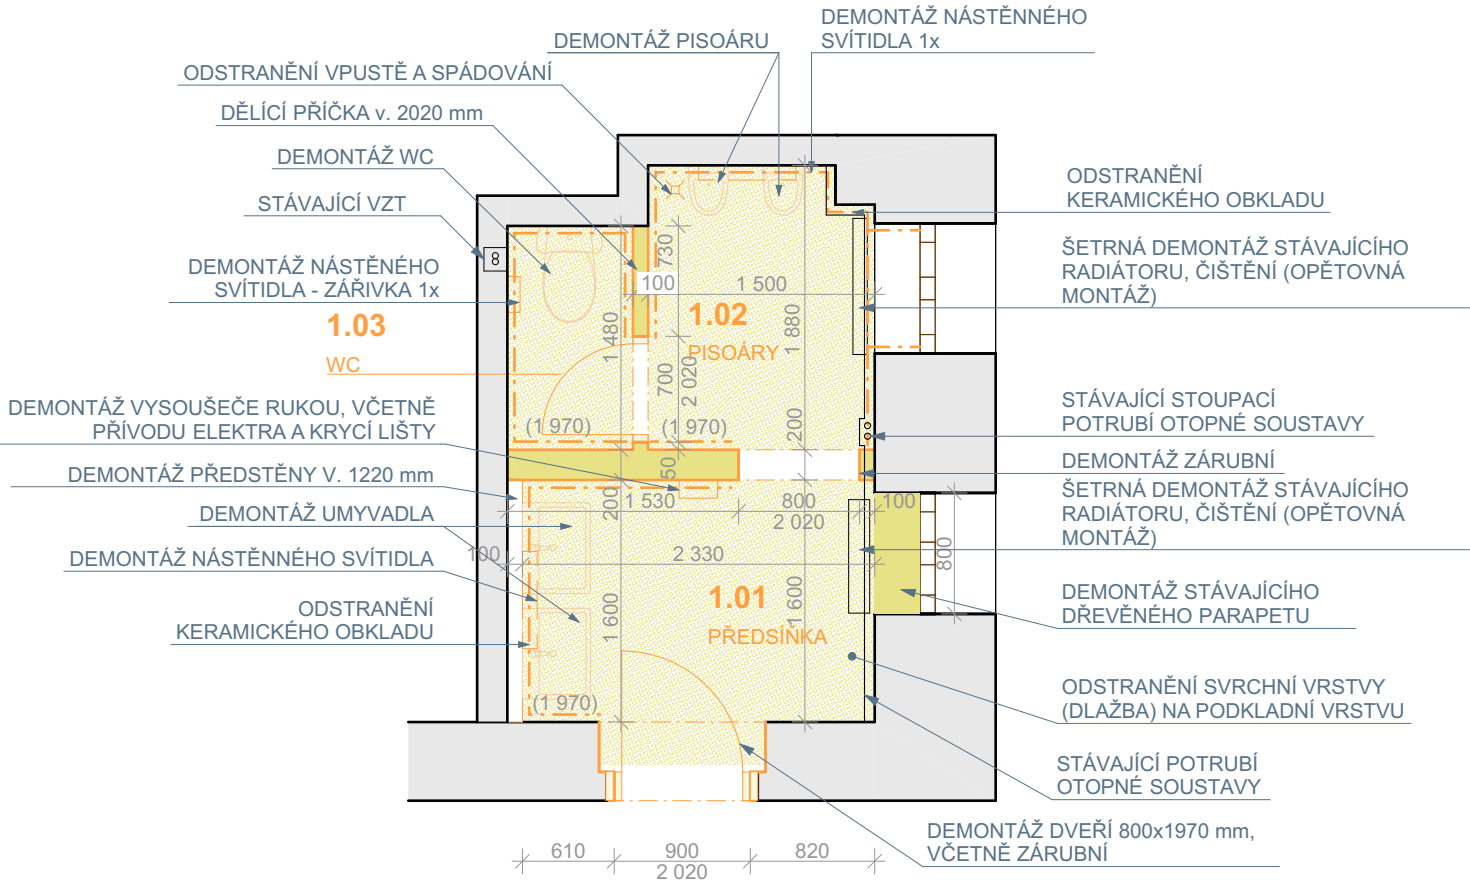 DEMONTÁŽ NÁSTĚNNÉHO
SVÍTIDLA 1x
DEMONTÁŽ PISOÁRU
ODSTRANĚNÍ VPUSTĚ A SPÁDOVÁNÍ
DĚLÍCÍ PŘÍČKA v. 2020 mm
DEMONTÁŽ WC
STÁVAJÍCÍ VZT
DEMONTÁŽ NÁSTĚNÉHO
SVÍTIDLA - ZÁŘIVKA 1x
1.03
WC
DEMONTÁŽ VYSOUŠEČE RUKOU, VČETNĚ
PŘÍVODU ELEKTRA A KRYCÍ LIŠTY
DEMONTÁŽ PŘEDSTĚNY V. 1220 mm
DEMONTÁŽ UMYVADLA
DEMONTÁŽ NÁSTĚNNÉHO SVÍTIDLA
ODSTRANĚNÍ
KERAMICKÉHO OBKLADU
730
100
1 500
1.02
PISOÁRY
1 480
1 880
700
2 020
(1 970)
(1 970)
200
50
200
1 530
800
2 020
100
100
2 330
800
1.01
PŘEDSÍŇKA
1 600
1 600
(1 970)
610
900
2 020
820
ODSTRANĚNÍ
KERAMICKÉHO OBKLADU
ŠETRNÁ DEMONTÁŽ STÁVAJÍCÍHO
RADIÁTORU, ČIŠTĚNÍ (OPĚTOVNÁ
MONTÁŽ)
STÁVAJÍCÍ STOUPACÍ
POTRUBÍ OTOPNÉ SOUSTAVY
DEMONTÁŽ ZÁRUBNÍ
ŠETRNÁ DEMONTÁŽ STÁVAJÍCÍHO
RADIÁTORU, ČIŠTĚNÍ (OPĚTOVNÁ
MONTÁŽ)
DEMONTÁŽ STÁVAJÍCÍHO
DŘEVĚNÉHO PARAPETU
ODSTRANĚNÍ SVRCHNÍ VRSTVY
(DLAŽBA) NA PODKLADNÍ VRSTVU
STÁVAJÍCÍ POTRUBÍ
OTOPNÉ SOUSTAVY
DEMONTÁŽ DVEŘÍ 800x1970 mm,
VČETNĚ ZÁRUBNÍ